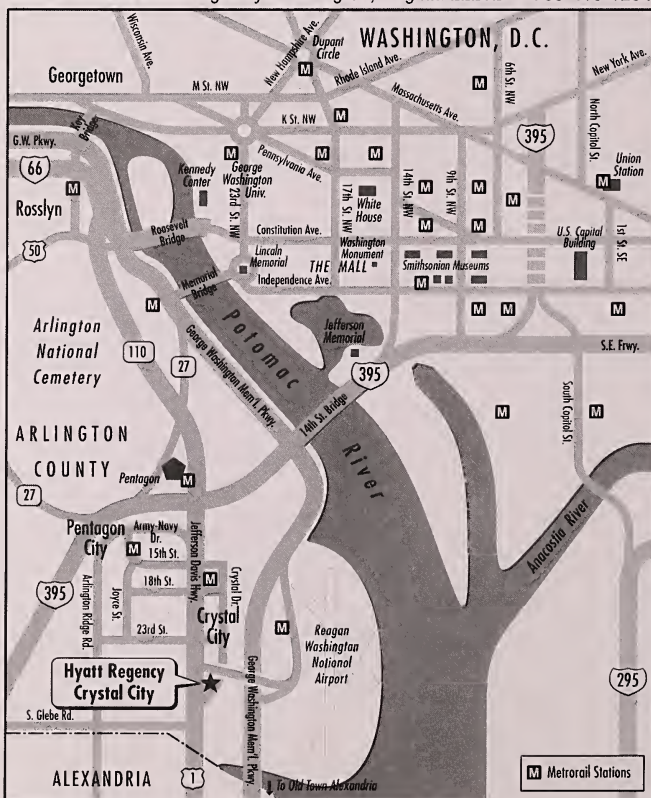 WASHINGTON, D.C.
Wisconsin Ave.
New Hampshire Ave.
Dupont
Circle
Rhode Island Ave.
Massachusetts Ave.
6th St. NW
New York Ave.
North Capitol St.
Georgetown
M St. NW
M
M
M
K St. NW
395
Key
Bridge
G.W. Pkwy.
66
Rosslyn
M
50
Kennedy
Center
M
George
Washington
Univ.
23rd St. NW
Pennsylvania Ave.
M
M
17th St. NW
White
House
14th St. NW
M
M
9th St. NW
M
M
M
Union
Station
M
Roosevelt
Bridge
Constitution Ave.
Lincoln
Memorial
Washington
Monument
THE MALL
Smithsonian Museums
M
Independence Ave.
U.S. Capital
Building
1st St. SE
Memorial
Bridge
M
M
M
M
Arlington
National
Cemetery
110
27
George Washington Mem'l. Pkwy.
Potomac
River
Jefferson
Memorial
395
14th St. Bridge
S.E. Frwy.
M
M
South Capitol St.
Anacostia River
ARLINGTON
COUNTY
Pentagon
M
27
Pentagon
City
Army-Navy
Dr.
M
15th St.
18th St.
23rd St.
395
Arlington Ridge Rd.
Joyce St.
Jefferson Davis Hwy.
M
Crystal Dr.
Crystal
City
M
Reagan
Washington
National
Airport
George Washington Mem'l. Pkwy.
Hyatt Regency
Crystal City
295
S. Glebe Rd.
ALEXANDRIA
1
To Old Town Alexandria
M Metrorail Stations